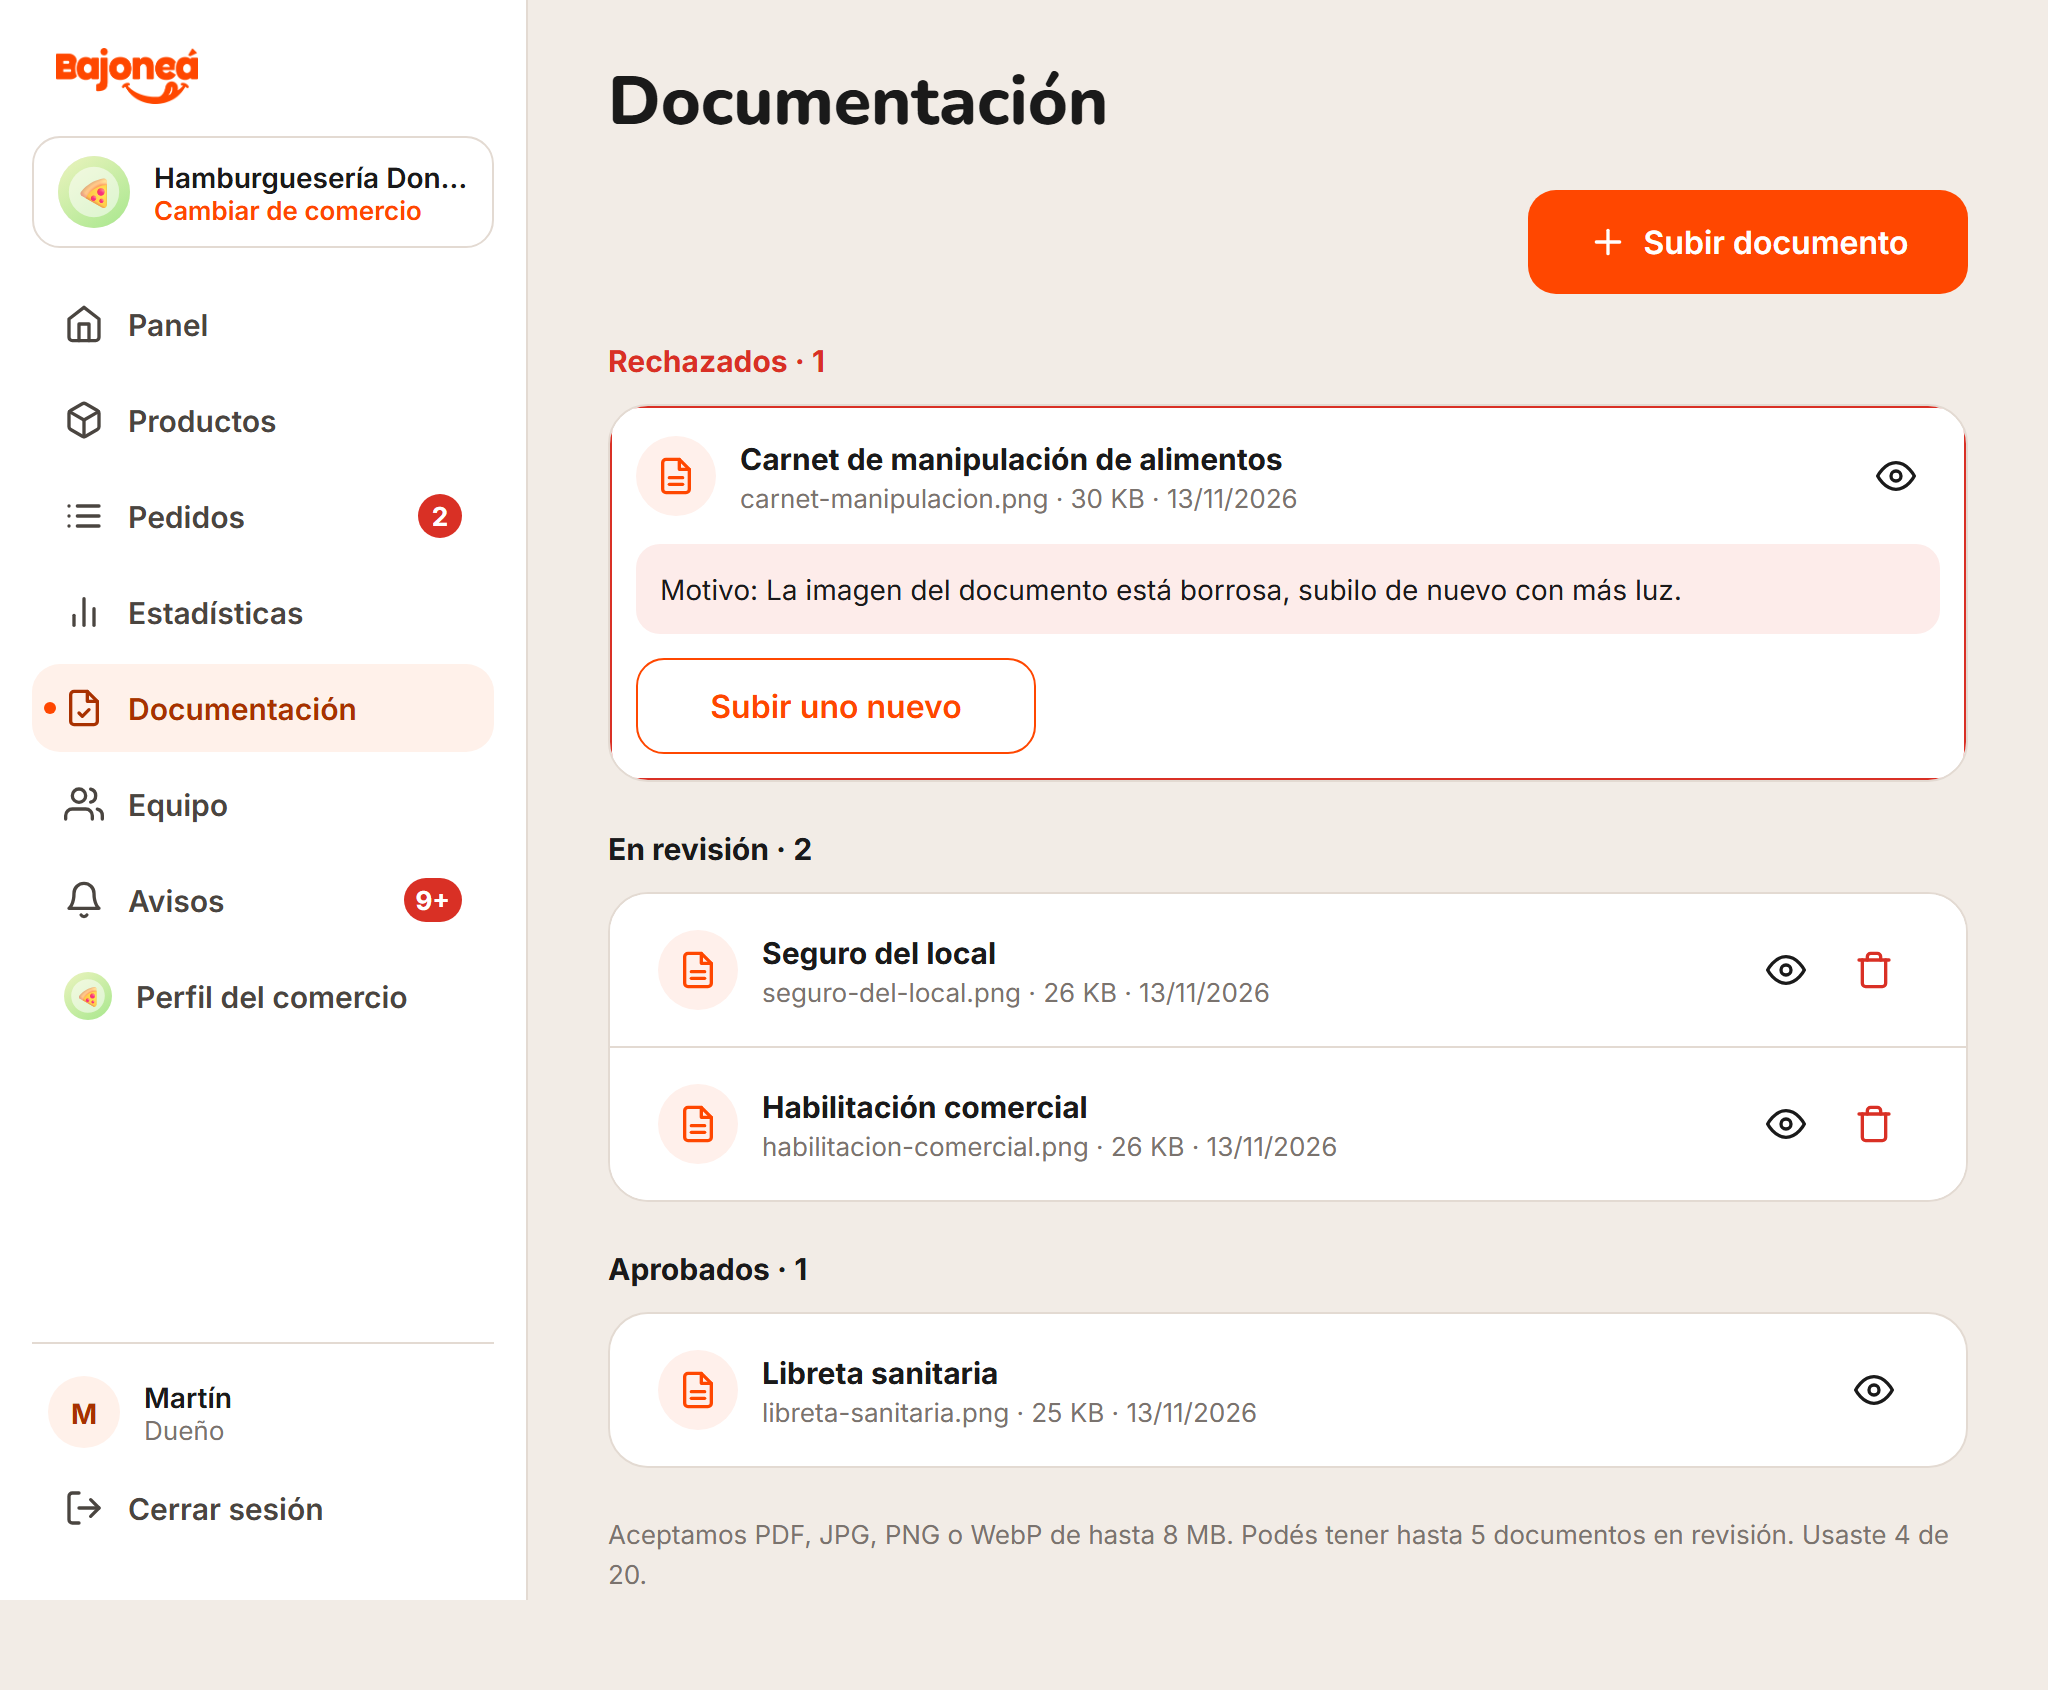 Bajoneá
Hamburguesería Don...
Cambiar de comercio
Panel
Productos
Pedidos 2
Estadísticas
Documentación
Equipo
Avisos 9+
Perfil del comercio
M
Martín
Dueño
Cerrar sesión
Documentación
+ Subir documento
Rechazados · 1
Carnet de manipulación de alimentos
carnet-manipulacion.png · 30 KB · 13/11/2026
Motivo: La imagen del documento está borrosa, subilo de nuevo con más luz.
Subir uno nuevo
En revisión · 2
Seguro del local
seguro-del-local.png · 26 KB · 13/11/2026
Habilitación comercial
habilitacion-comercial.png · 26 KB · 13/11/2026
Aprobados · 1
Libreta sanitaria
libreta-sanitaria.png · 25 KB · 13/11/2026
Aceptamos PDF, JPG, PNG o WebP de hasta 8 MB. Podés tener hasta 5 documentos en revisión. Usaste 4 de
20.